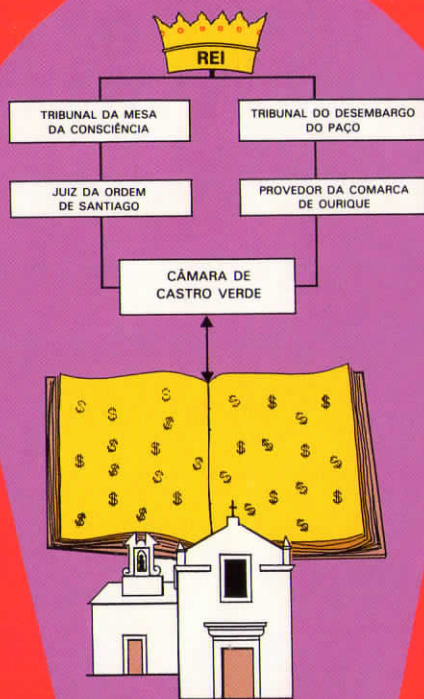 REI
TRIBUNAL DA MESA
DA CONSCIÊNCIA
TRIBUNAL DO DESEMBARGO
DO PAÇO
JUIZ DA ORDEM
DE SANTIAGO
PROVEDOR DA COMARCA
DE OURIQUE
CÂMARA DE
CASTRO VERDE